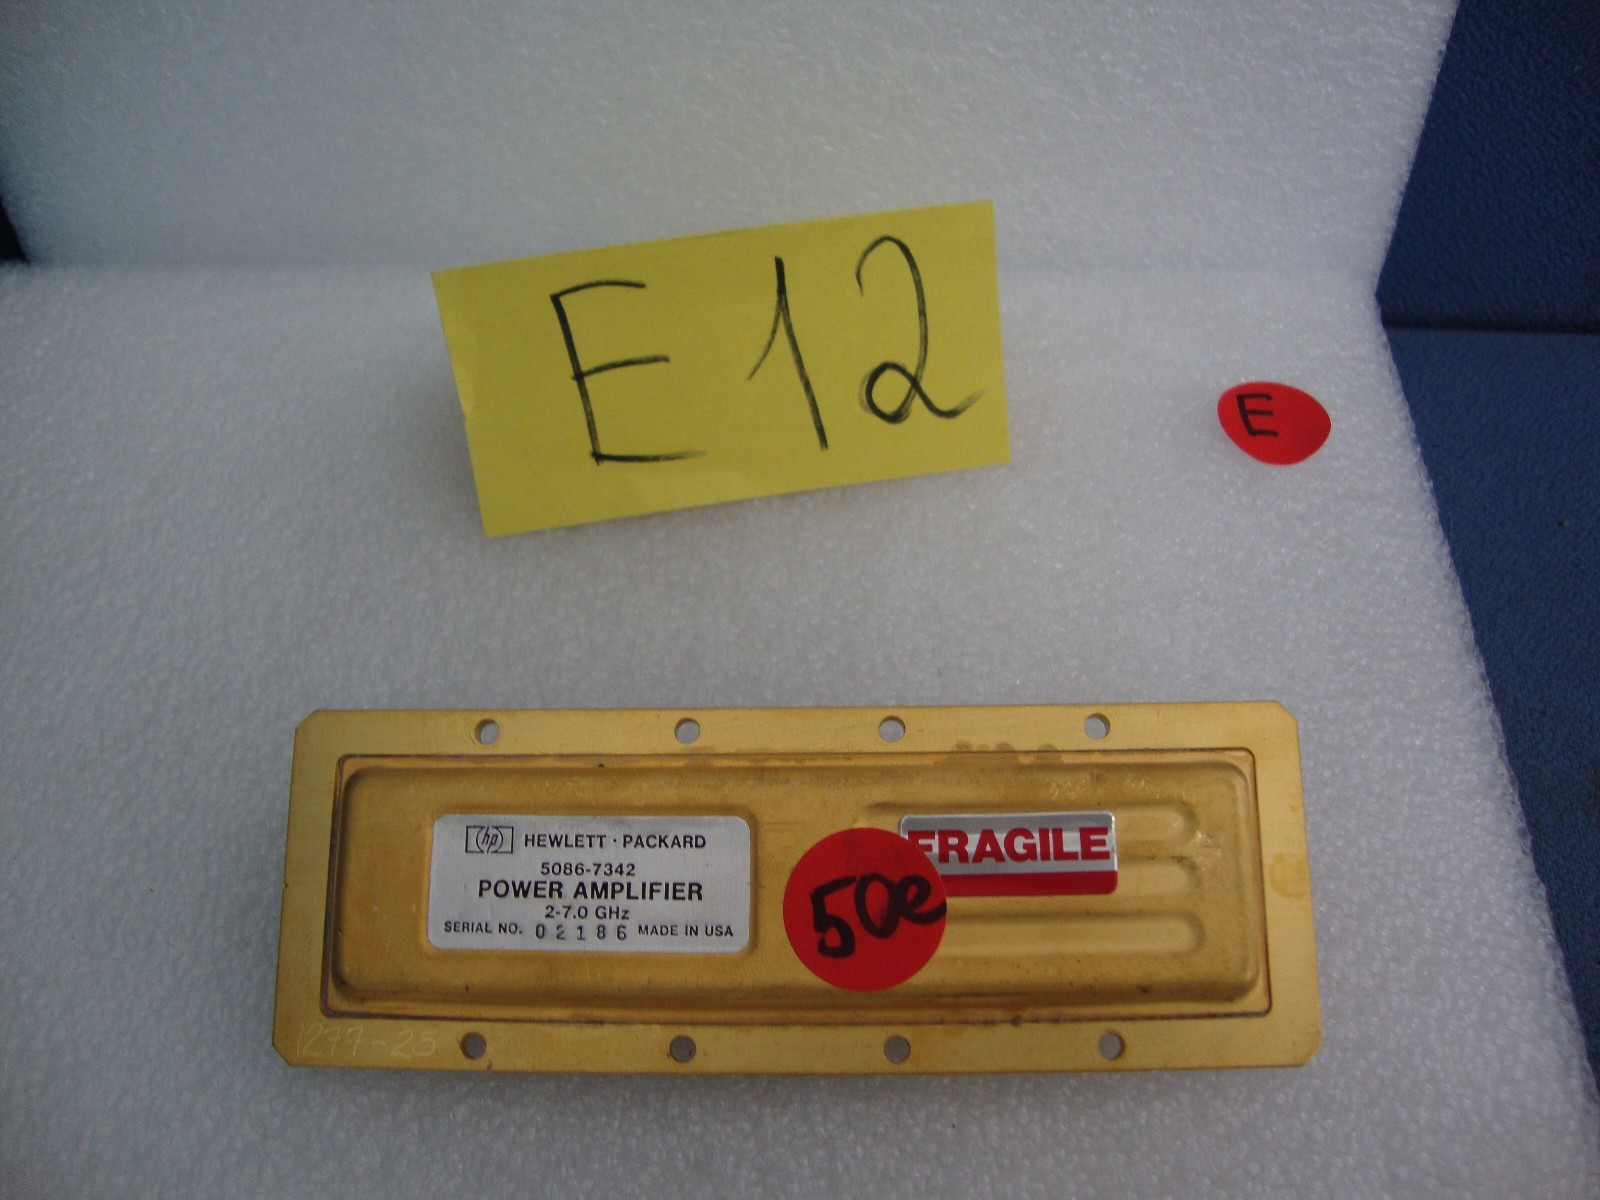 E12
E
hp HEWLETT · PACKARD
5086-7342
POWER AMPLIFIER
2-7.0 GHz
SERIAL NO. 02186 MADE IN USA
50e
FRAGILE
1279-25